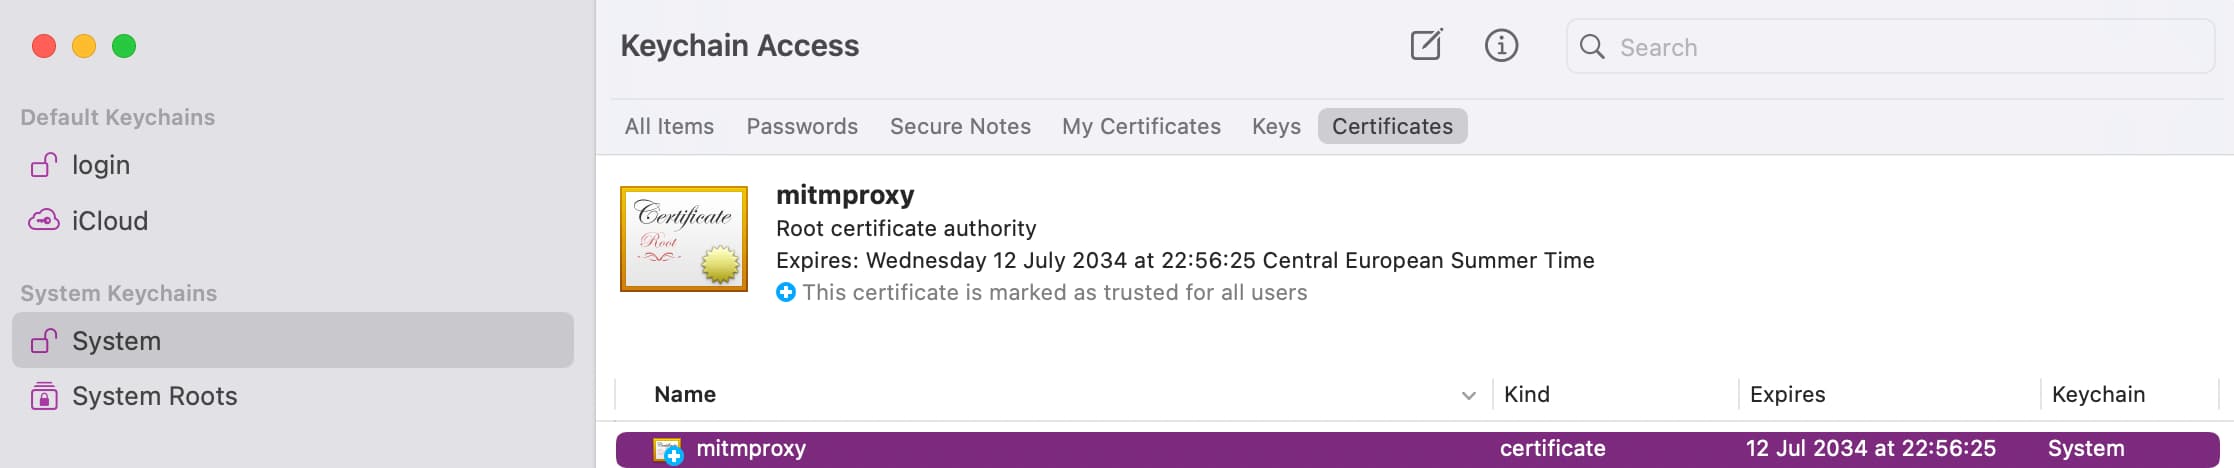 Default Keychains
login
iCloud
System Keychains
System
System Roots
Keychain Access
Search
All Items Passwords Secure Notes My Certificates Keys Certificates
Certificate
Root
mitmproxy
Root certificate authority
Expires: Wednesday 12 July 2034 at 22:56:25 Central European Summer Time
This certificate is marked as trusted for all users
Name Kind Expires Keychain
mitmproxy certificate 12 Jul 2034 at 22:56:25 System